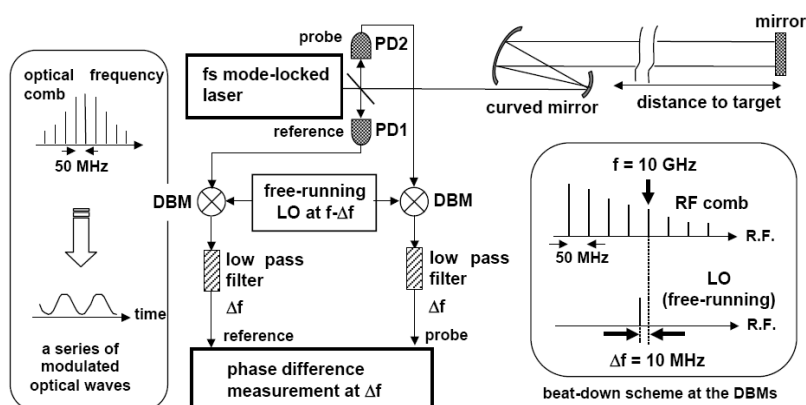 optical frequency
comb
50 MHz
time
a series of
modulated
optical waves
probe
PD2
fs mode-locked
laser
reference
PD1
DBM
free-running
LO at f-Δf
DBM
low pass
filter
Δf
reference
low pass
filter
Δf
probe
phase difference
measurement at Δf
mirror
curved mirror
distance to target
f = 10 GHz
RF comb
R.F.
50 MHz
LO
(free-running)
R.F.
Δf = 10 MHz
beat-down scheme at the DBMs